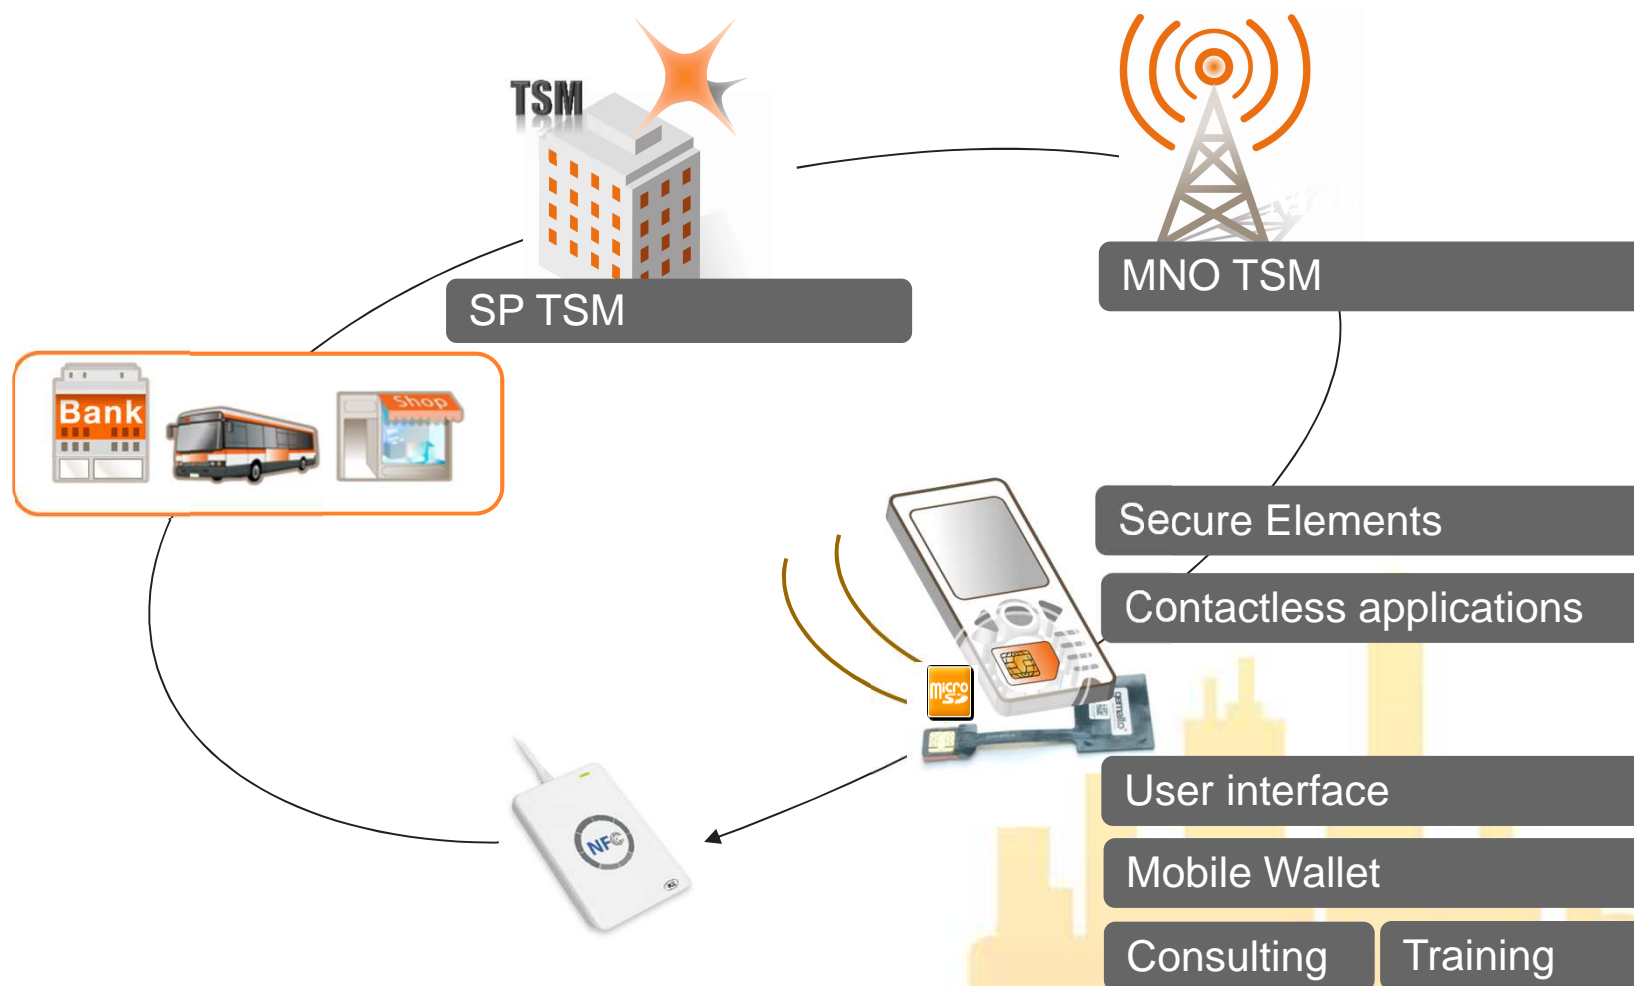 TSM
MNO TSM
SP TSM
Bank
Shop
Secure Elements
Contactless applications
micro
SD
gemalto
User interface
NFC
Mobile Wallet
Consulting
Training